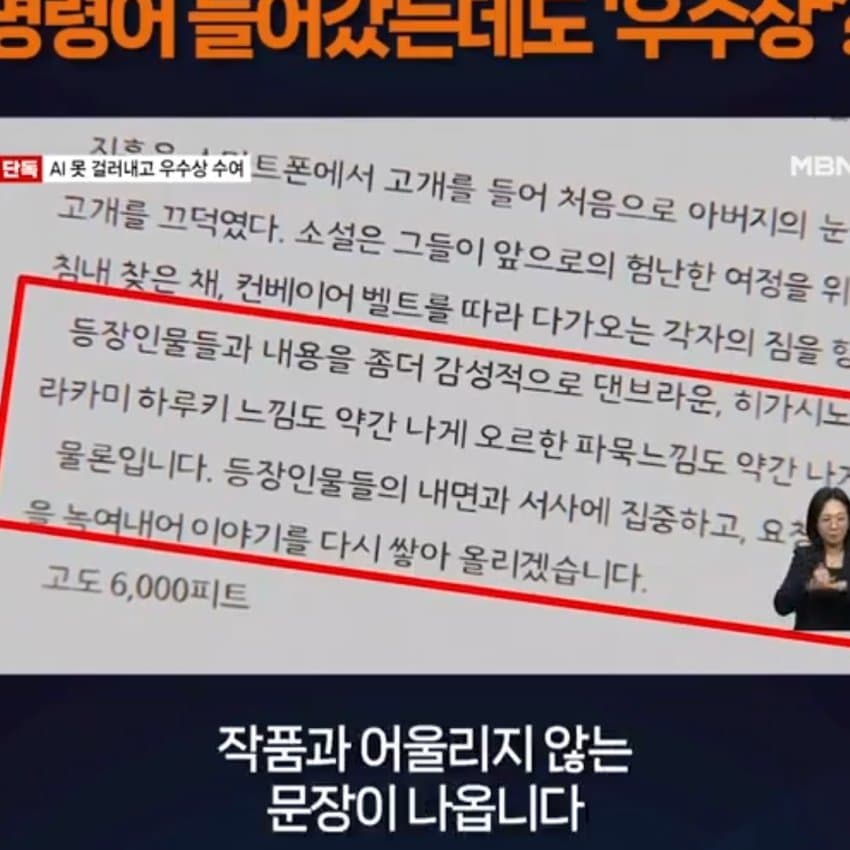 명령어 들어갔는데도 '우수상'?
단독 AI 못 걸러내고 우수상 수여
MBN
스마트폰에서 고개를 들어 처음으로 아버지의 눈
고개를 끄덕였다. 소설은 그들이 앞으로의 험난한 여정을 위
침내 찾은 채, 컨베이어 벨트를 따라 다가오는 각자의 짐을 향
등장인물들과 내용을 좀더 감성적으로 댄브라운, 히가시노
라카미 하루키 느낌도 약간 나게 오르한 파묵느낌도 약간 나게
물론입니다. 등장인물들의 내면과 서사에 집중하고, 요청
을 녹여내어 이야기를 다시 쌓아 올리겠습니다.
고도 6,000피트
작품과 어울리지 않는
문장이 나옵니다